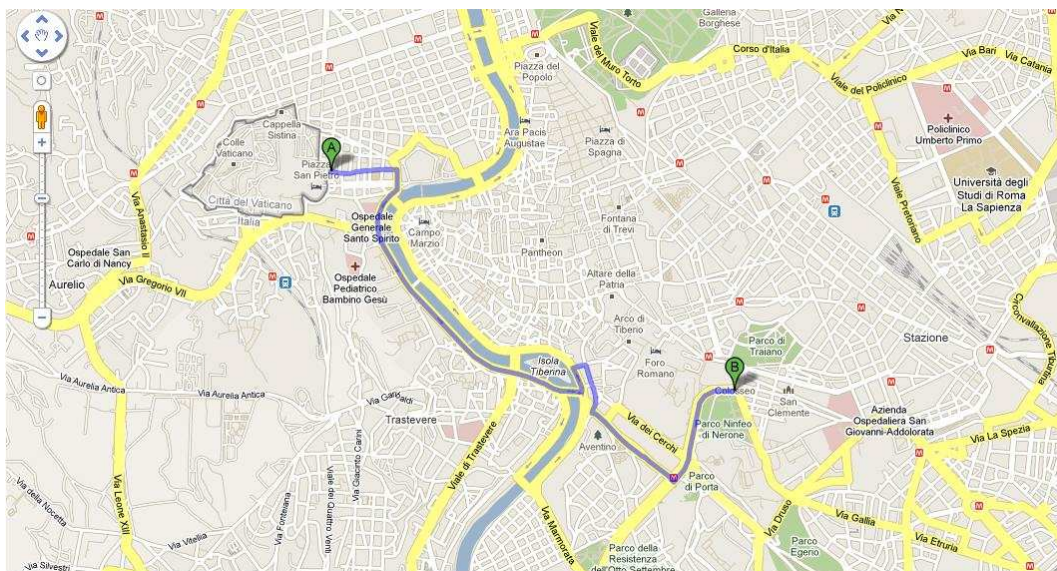 Galleria
Borghese
Viale del Muro Torto
Corso d'Italia
Via Bari
Via Catania
Viale del Policlinico
Piazza del
Popolo
M
Cappella
Sistina
Colle
Vaticano
A
Piazza
San Pietro
Ara Pacis
Augustae
Piazza di
Spagna
Policlinico
Umberto Primo
Università degli
Studi di Roma
La Sapienza
Viale Pretoriano
Città del Vaticano
Italia
Via Anastasio II
Ospedale
Generale
Santo Spirito
Campo
Marzio
Fontana
di Trevi
Pantheon
Ospedale San
Carlo di Nancy
Aurelio
Via Gregorio VII
Ospedale
Pediatrico
Bambino Gesù
Altare della
Patria
Arco di
Tiberio
Foro
Romano
Parco di
Traiano
Stazione
Circonvallazione Tiburtina
Isola
Tiberina
B
Colosseo
San
Clemente
Via Aurelia Antica
Via Aurelia Antica
Via Garibaldi
Trastevere
Via dei Cerchi
Parco Ninfeo
di Nerone
Azienda
Ospedaliera San
Giovanni-Addolorata
Via La Spezia
Aventino
Viale di Trastevere
Via Giacinto Carini
Viale dei Quattro Venti
Via Fonteiana
Via Leone XIII
Via della Nocetta
Via Vitellia
Via Silvestri
Parco
di Porta
Via Marmorata
Via Druso
Via Gallia
Via Etruria
Parco
Egerio
Parco della
Resistenza
dell'Otto Settembre